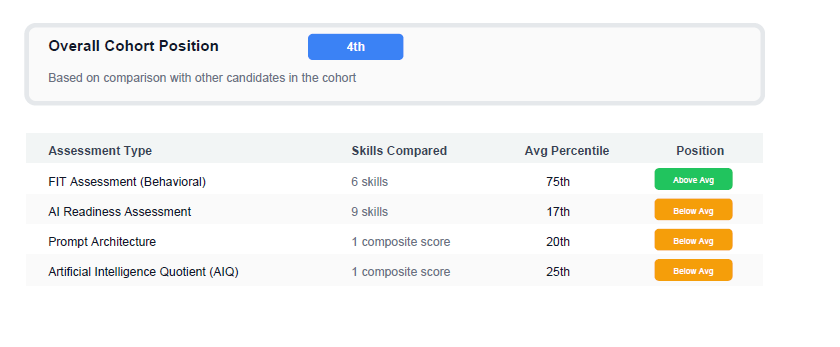 Overall Cohort Position 4th
Based on comparison with other candidates in the cohort
Assessment Type Skills Compared Avg Percentile Position
FIT Assessment (Behavioral) 6 skills 75th Above Avg
AI Readiness Assessment 9 skills 17th Below Avg
Prompt Architecture 1 composite score 20th Below Avg
Artificial Intelligence Quotient (AIQ) 1 composite score 25th Below Avg